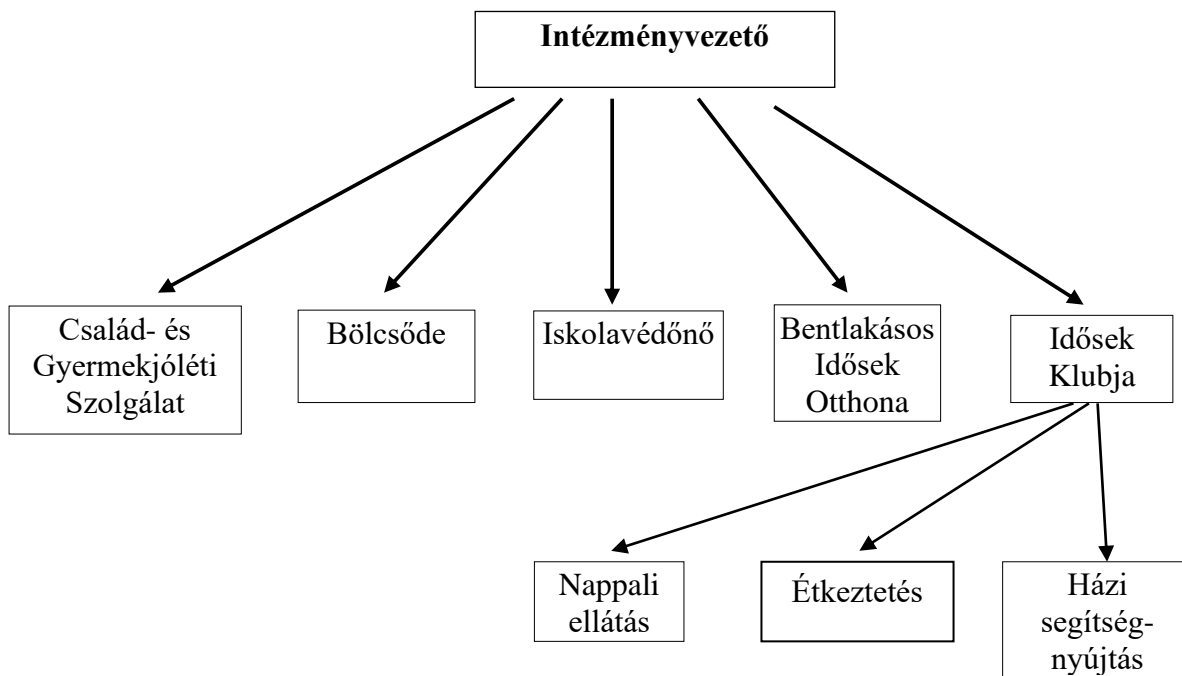 Intézményvezető
Család- és
Gyermekjóléti
Szolgálat
Bölcsőde
Iskolavédőnő
Bentlakásos
Idősek
Otthona
Idősek
Klubja
Nappali
ellátás
Étkeztetés
Házi
segítség-
nyújtás